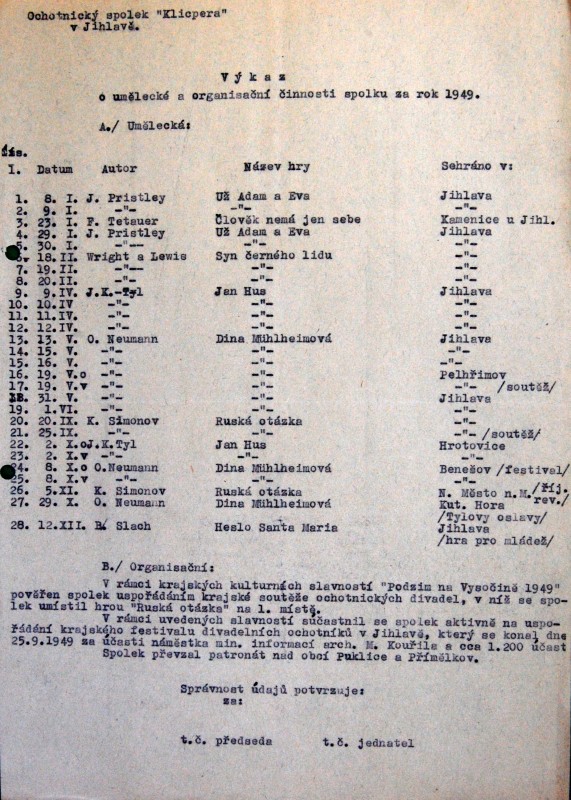 Ochotnický spolek "Klicpera"
v Jihlavě.
V ý k a z
o umělecké a organisační činnosti spolku za rok 1949.
A./ Umělecká:
čís.
I. Datum Autor Název hry Sehráno v:
1. 8. I. J. Pristley Už Adam a Eva Jihlava
2. 9. I. -"- -"- -"-
3. 23. I. F. Tetauer Člověk nemá jen sebe Kamenice u Jihl.
4. 29. I. J. Pristley Už Adam a Eva Jihlava
5. 30. I. -"-- -"- -"-
6. 18. II. Wright a Lewis Syn černého lidu -"-
7. 19. II. -"-- -"- -"-
8. 20. II. -"- -"- -"-
9. 9. IV. J.K.-Tyl Jan Hus Jihlava
10. 10.IV -"- -"- -"-
11. 11.IV. -"- -"- -"-
12. 12.IV. -"- -"- -"-
13. 13. V. O. Neumann Dina Mühlheimová Jihlava
14. 15. V. -"- -"- -"-
15. 16. V. -"- -"- -"-
16. 19. V.o -"- -"- Pelhřimov
17. 19. V.v -"- -"- -"- /soutěž/
18. 31. V. -"- -"- Jihlava
19. 1.VI. -"- -"- -"-
20. 20.IX K. Simonov Ruská otázka -"-
21. 25.IX -"- -"- -"- /soutěž/
22. 2. X.o J.K.Tyl Jan Hus Hrotovice
23. 2. X.v -"- -"- -"-
24. 8. X.o O.Neumann Dina Mühlheimová Benešov /festival/
25. 8. X.v -"- -"- -"-
26. 5.XI. K. Simonov Ruská otázka N. Město n.M. /říj.
27. 29. X. O. Neumann Dina Mühlheimová Kut. Hora rev./
/Tylovy oslavy/
28. 12.XII. B. Slach Heslo Santa Maria Jihlava
/hra pro mládež/
B./ Organisační:
V rámci krajských kulturních slavností "Podzim na Vysočině 1949"
pověřen spolek uspořádáním krajské soutěže ochotnických divadel, v níž se spo-
lek umístil hrou "Ruská otázka" na 1. místě.
V rámci uvedených slavností súčastnil se spolek aktivně na uspo-
řádání krajského festivalu divadelních ochotníků v Jihlavě, který se konal dne
25.9.1949 za účasti náměstka min. informací arch. M. Kouřila a cca 1.200 účast
Spolek převzal patronát nad obcí Puklice a Přímělkov.
Správnost údajů potvrzuje:
za:
t.č. předseda t.č. jednatel